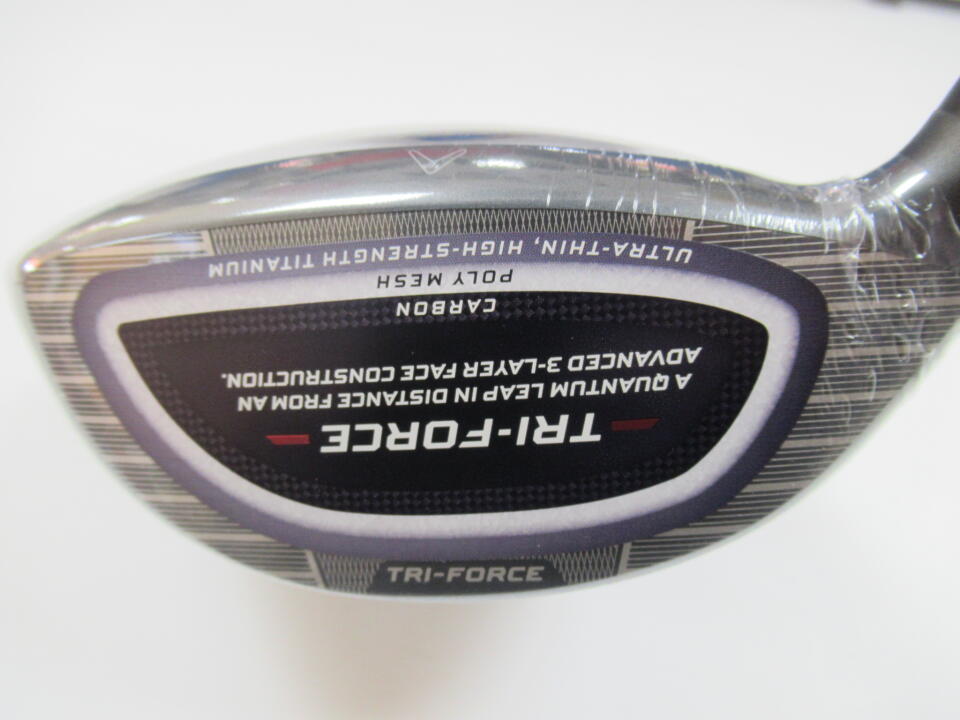 TRI-FORCE
A QUANTUM LEAP IN DISTANCE FROM AN
ADVANCED 3-LAYER FACE CONSTRUCTION.
CARBON
POLY MESH
ULTRA-THIN, HIGH-STRENGTH TITANIUM
TRI-FORCE